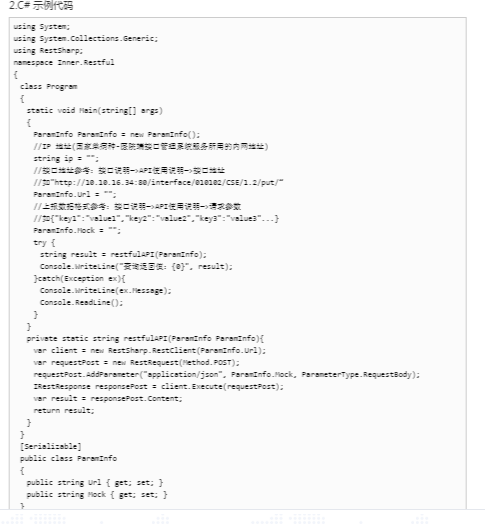 2.C# 示例代码
using System;
using System.Collections.Generic;
using RestSharp;
namespace Inner.Restful
{
class Program
{
static void Main(string[] args)
{
ParamInfo ParamInfo = new ParamInfo();
//IP 地址(国家单病种-医院端接口管理系统服务所用的内网地址)
string ip = "";
//接口地址参考: 接口说明->API使用说明->接口地址
//如"http://10.10.16.34:80/interface/010102/CSE/1.2/put/"
ParamInfo.Url = "";
//上报数据格式参考: 接口说明->API使用说明->请求参数
//如{"key1":"value1","key2":"value2","key3":"value3"...}
ParamInfo.Mock = "";
try {
string result = restfulAPI(ParamInfo);
Console.WriteLine("查询返回值: {0}", result);
}catch(Exception ex){
Console.WriteLine(ex.Message);
Console.ReadLine();
}
}
private static string restfulAPI(ParamInfo ParamInfo){
var client = new RestSharp.RestClient(ParamInfo.Url);
var requestPost = new RestRequest(Method.POST);
requestPost.AddParameter("application/json", ParamInfo.Mock, ParameterType.RequestBody);
IRestResponse responsePost = client.Execute(requestPost);
var result = responsePost.Content;
return result;
}
}
[Serializable]
public class ParamInfo
{
public string Url { get; set; }
public string Mock { get; set; }
}